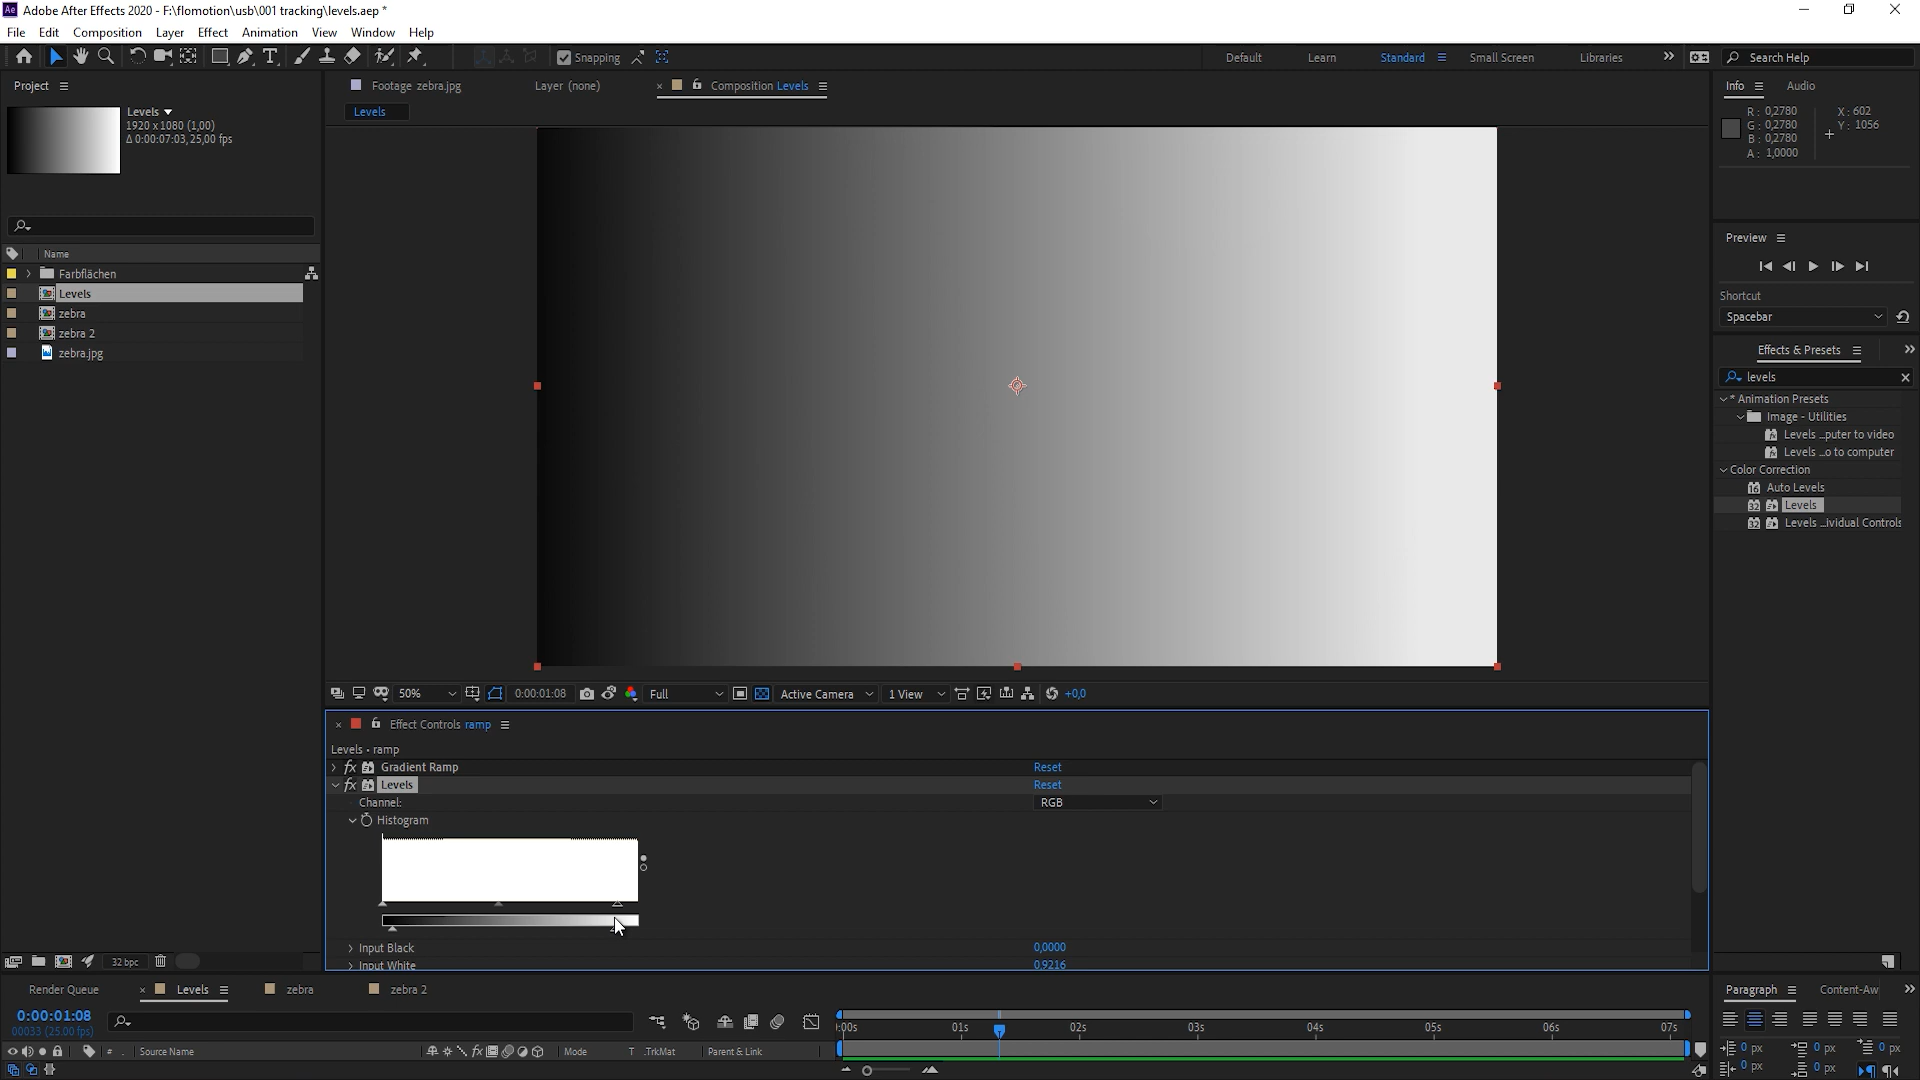 Adobe After Effects 2020 - F:\flomotion\usb\001 tracking\levels.aep *
File Edit Composition Layer Effect Animation View Window Help
Snapping Default Learn Standard Small Screen Libraries Search Help
Project
Levels
1920 x 1080 (1,00)
Δ 0:00:07:03, 25,00 fps
Name
Farbflächen
Levels
zebra
zebra 2
zebra.jpg
32 bpc
Footage zebra.jpg Layer (none) Composition Levels
Levels
50% 0:00:01:08 Full Active Camera 1 View +0,0
Effect Controls ramp
Levels • ramp
fx Gradient Ramp Reset
fx Levels Reset
Channel: RGB
Histogram
Input Black 0,0000
Input White 0,9216
Info Audio
R: 0,2780 X: 602
G: 0,2780 Y: 1056
B: 0,2780
A: 1,0000
Preview
Shortcut
Spacebar
Effects & Presets
levels
* Animation Presets
Image - Utilities
Levels ...puter to video
Levels ...o to computer
Color Correction
16 Auto Levels
32 Levels
32 Levels ...ividual Controls
Render Queue Levels zebra zebra 2
0:00:01:08
00033 (25.00 fps)
:00s 01s 02s 03s 04s 05s 06s 07s
# . Source Name fx Mode T .TrkMat Parent & Link
Paragraph Content-Aw
0 px 0 px 0 px
0 px 0 px